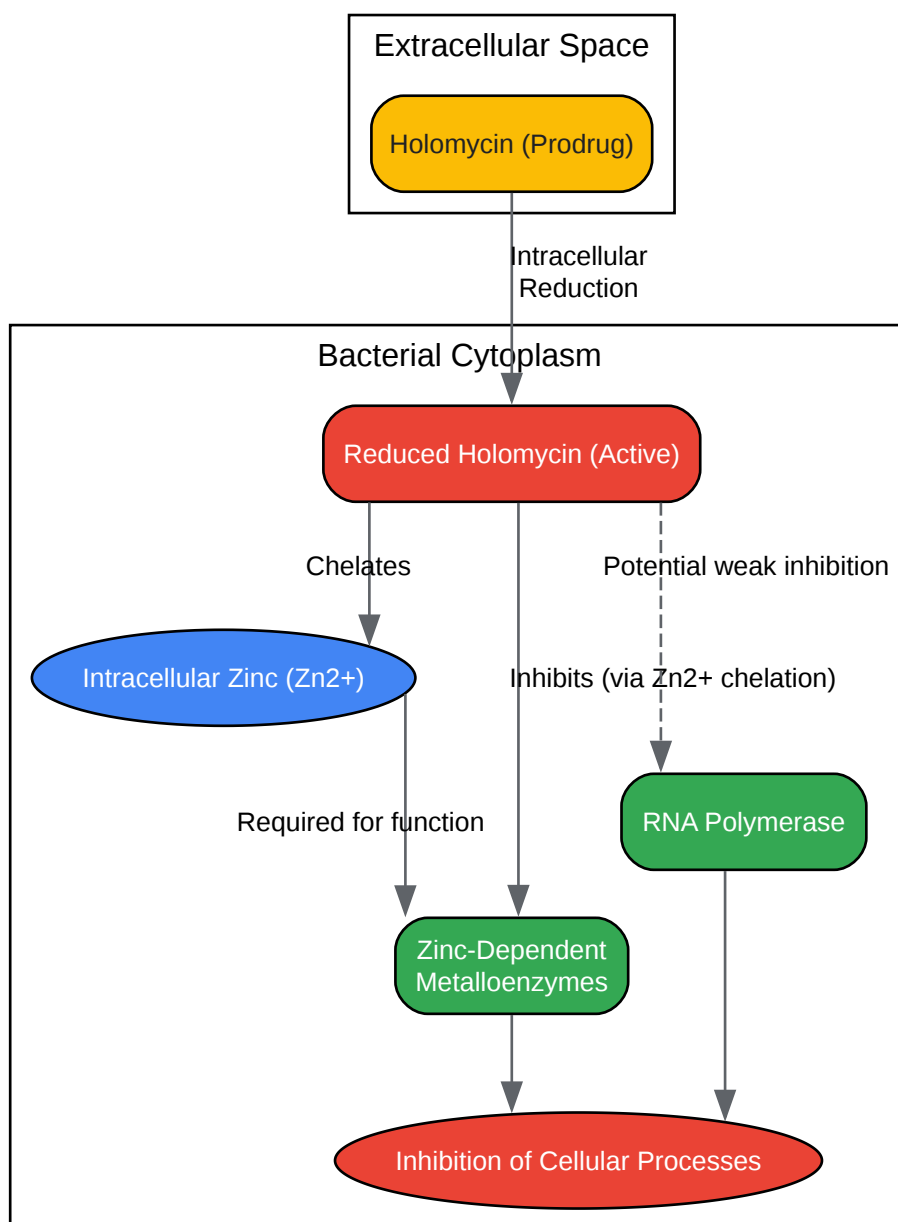 Extracellular Space
Holomycin (Prodrug)
Intracellular
Reduction
Bacterial Cytoplasm
Reduced Holomycin (Active)
Chelates
Potential weak inhibition
Intracellular Zinc (Zn2+)
Inhibits (via Zn2+ chelation)
Required for function
RNA Polymerase
Zinc-Dependent
Metalloenzymes
Inhibition of Cellular Processes